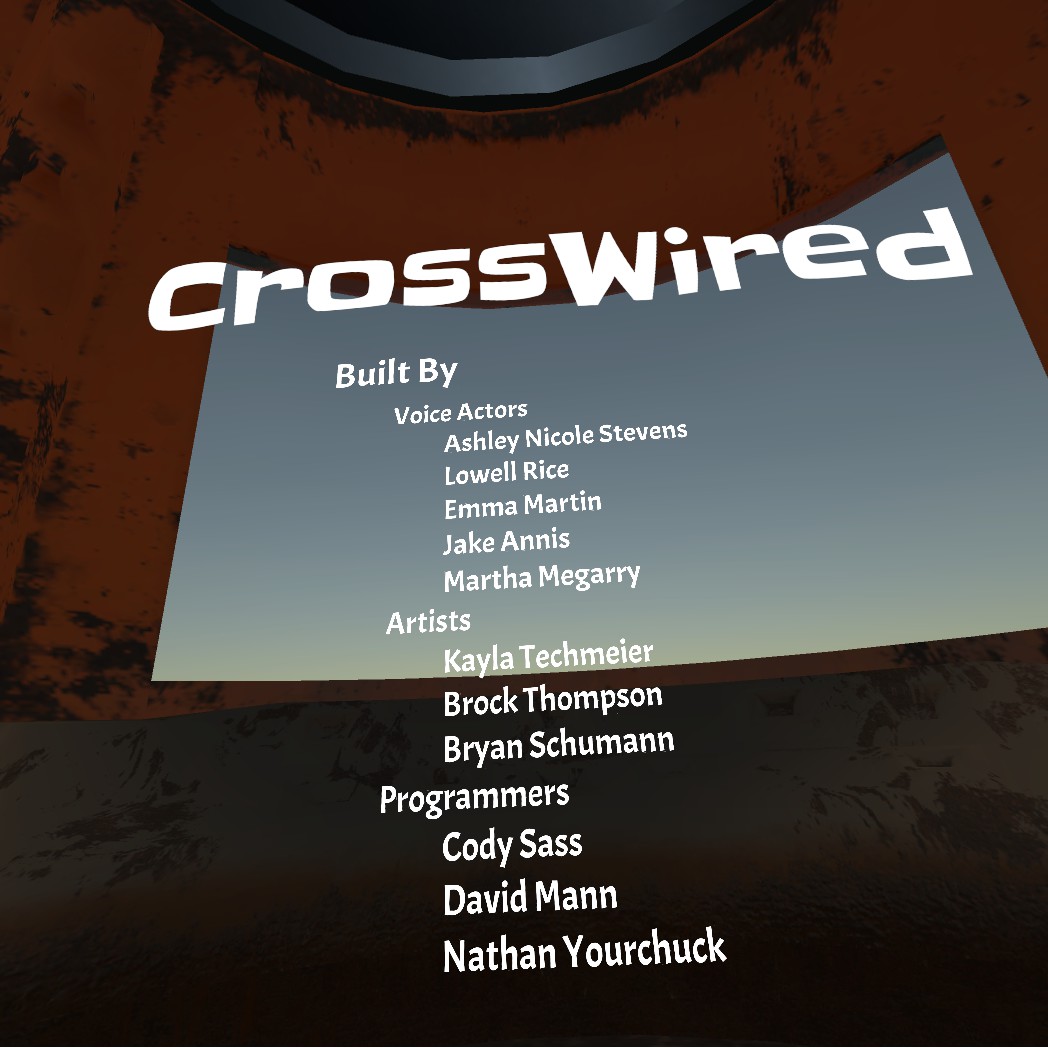 CrossWired
Built By
Voice Actors
Ashley Nicole Stevens
Lowell Rice
Emma Martin
Jake Annis
Martha Megarry
Artists
Kayla Techmeier
Brock Thompson
Bryan Schumann
Programmers
Cody Sass
David Mann
Nathan Yourchuck